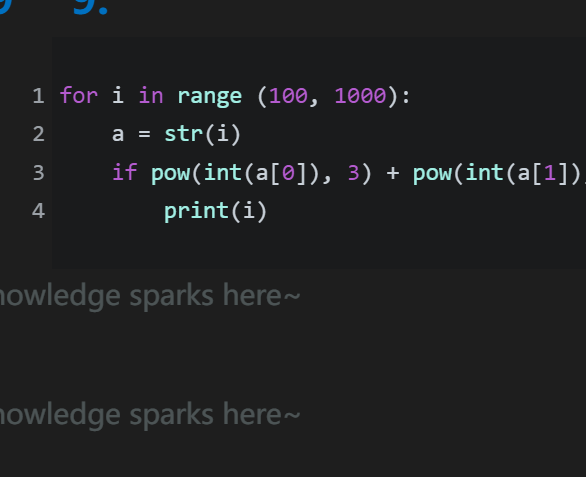 9:
1 for i in range (100, 1000):
2 a = str(i)
3 if pow(int(a[0]), 3) + pow(int(a[1]),
4 print(i)
nowledge sparks here~
nowledge sparks here~